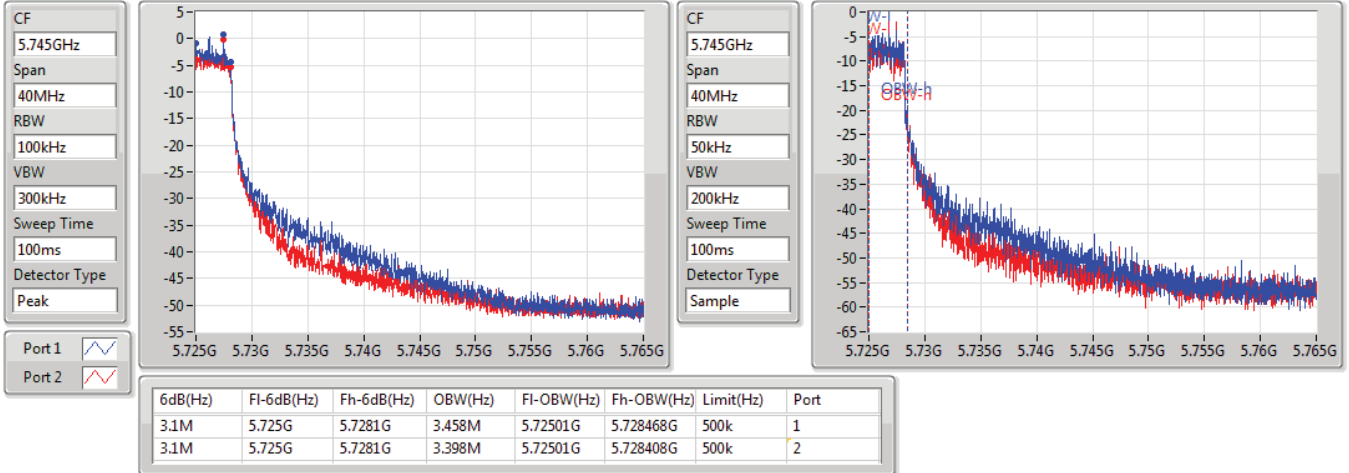 CF
5.745GHz
Span
40MHz
RBW
100kHz
VBW
300kHz
Sweep Time
100ms
Detector Type
Peak
Port 1
Port 2
5
0
-5
-10
-15
-20
-25
-30
-35
-40
-45
-50
-55
5.725G 5.73G 5.735G 5.74G 5.745G 5.75G 5.755G 5.76G 5.765G
CF
5.745GHz
Span
40MHz
RBW
50kHz
VBW
200kHz
Sweep Time
100ms
Detector Type
Sample
0
-5
-10
-15
-20
-25
-30
-35
-40
-45
-50
-55
-60
-65
OBW-h
OBW-h
5.725G 5.73G 5.735G 5.74G 5.745G 5.75G 5.755G 5.76G 5.765G
6dB(Hz) Fl-6dB(Hz) Fh-6dB(Hz) OBW(Hz) Fl-OBW(Hz) Fh-OBW(Hz) Limit(Hz) Port
3.1M 5.725G 5.7281G 3.458M 5.72501G 5.728468G 500k 1
3.1M 5.725G 5.7281G 3.398M 5.72501G 5.728408G 500k 2